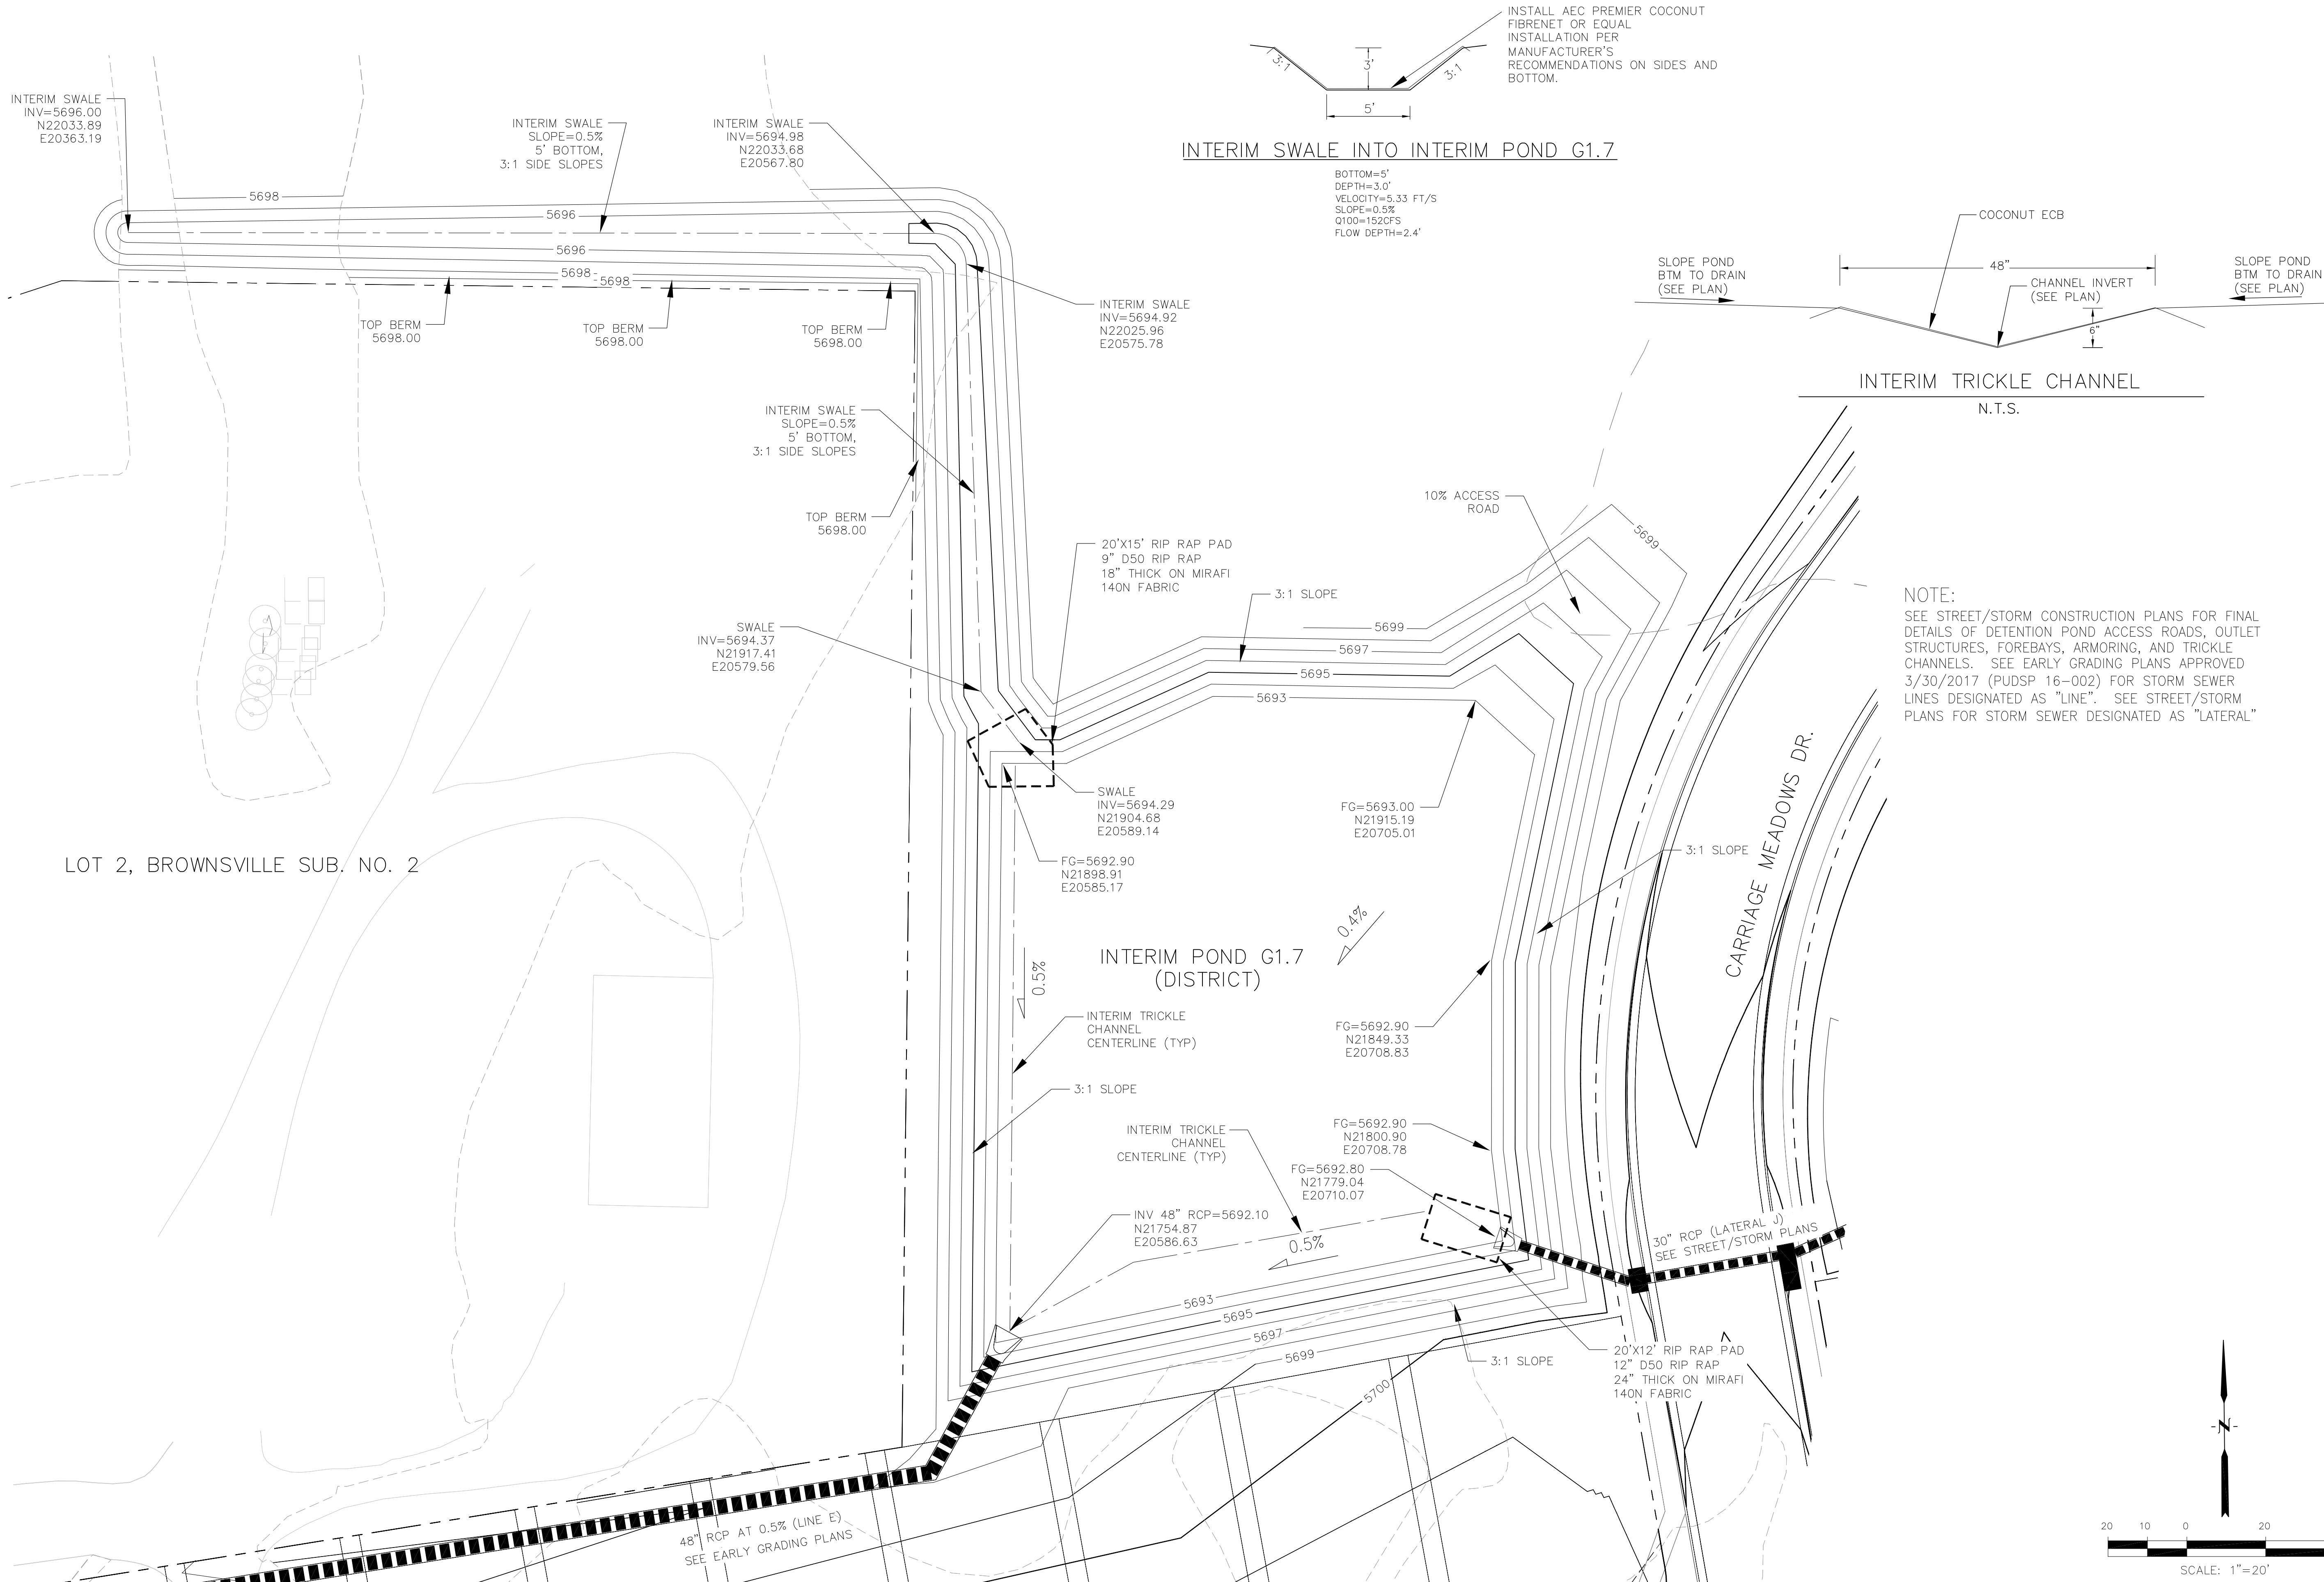 INSTALL AEC PREMIER COCONUT
FIBRENET OR EQUAL
INSTALLATION PER
MANUFACTURER'S
RECOMMENDATIONS ON SIDES AND
BOTTOM.
3:1
3'
3:1
5'
INTERIM SWALE INTO INTERIM POND G1.7
BOTTOM=5'
DEPTH=3.0'
VELOCITY=5.33 FT/S
SLOPE=0.5%
Q100=152CFS
FLOW DEPTH=2.4'
INTERIM SWALE
INV=5696.00
N22033.89
E20363.19
INTERIM SWALE
SLOPE=0.5%
5' BOTTOM,
3:1 SIDE SLOPES
INTERIM SWALE
INV=5694.98
N22033.68
E20567.80
5698
5696
5696
5698
5698
TOP BERM
5698.00
TOP BERM
5698.00
TOP BERM
5698.00
INTERIM SWALE
INV=5694.92
N22025.96
E20575.78
COCONUT ECB
48"
SLOPE POND
BTM TO DRAIN
(SEE PLAN)
CHANNEL INVERT
(SEE PLAN)
SLOPE POND
BTM TO DRAIN
(SEE PLAN)
6"
INTERIM TRICKLE CHANNEL
N.T.S.
INTERIM SWALE
SLOPE=0.5%
5' BOTTOM,
3:1 SIDE SLOPES
TOP BERM
5698.00
10% ACCESS
ROAD
5699
20'X15' RIP RAP PAD
9" D50 RIP RAP
18" THICK ON MIRAFI
140N FABRIC
3:1 SLOPE
5699
5697
5695
5693
NOTE:
SEE STREET/STORM CONSTRUCTION PLANS FOR FINAL
DETAILS OF DETENTION POND ACCESS ROADS, OUTLET
STRUCTURES, FOREBAYS, ARMORING, AND TRICKLE
CHANNELS. SEE EARLY GRADING PLANS APPROVED
3/30/2017 (PUDSP 16-002) FOR STORM SEWER
LINES DESIGNATED AS "LINE". SEE STREET/STORM
PLANS FOR STORM SEWER DESIGNATED AS "LATERAL"
SWALE
INV=5694.37
N21917.41
E20579.56
SWALE
INV=5694.29
N21904.68
E20589.14
FG=5692.90
N21898.91
E20585.17
FG=5693.00
N21915.19
E20705.01
3:1 SLOPE
CARRIAGE MEADOWS DR.
LOT 2, BROWNSVILLE SUB. NO. 2
0.4%
0.5%
INTERIM POND G1.7
(DISTRICT)
INTERIM TRICKLE
CHANNEL
CENTERLINE (TYP)
FG=5692.90
N21849.33
E20708.83
3:1 SLOPE
INTERIM TRICKLE
CHANNEL
CENTERLINE (TYP)
FG=5692.90
N21800.90
E20708.78
FG=5692.80
N21779.04
E20710.07
INV 48" RCP=5692.10
N21754.87
E20586.63
0.5%
30" RCP (LATERAL J)
SEE STREET/STORM PLANS
5693
5695
5697
5699
5700
3:1 SLOPE
20'X12' RIP RAP PAD
12" D50 RIP RAP
24" THICK ON MIRAFI
140N FABRIC
48" RCP AT 0.5% (LINE E)
SEE EARLY GRADING PLANS
N
20 10 0 20
SCALE: 1"=20'